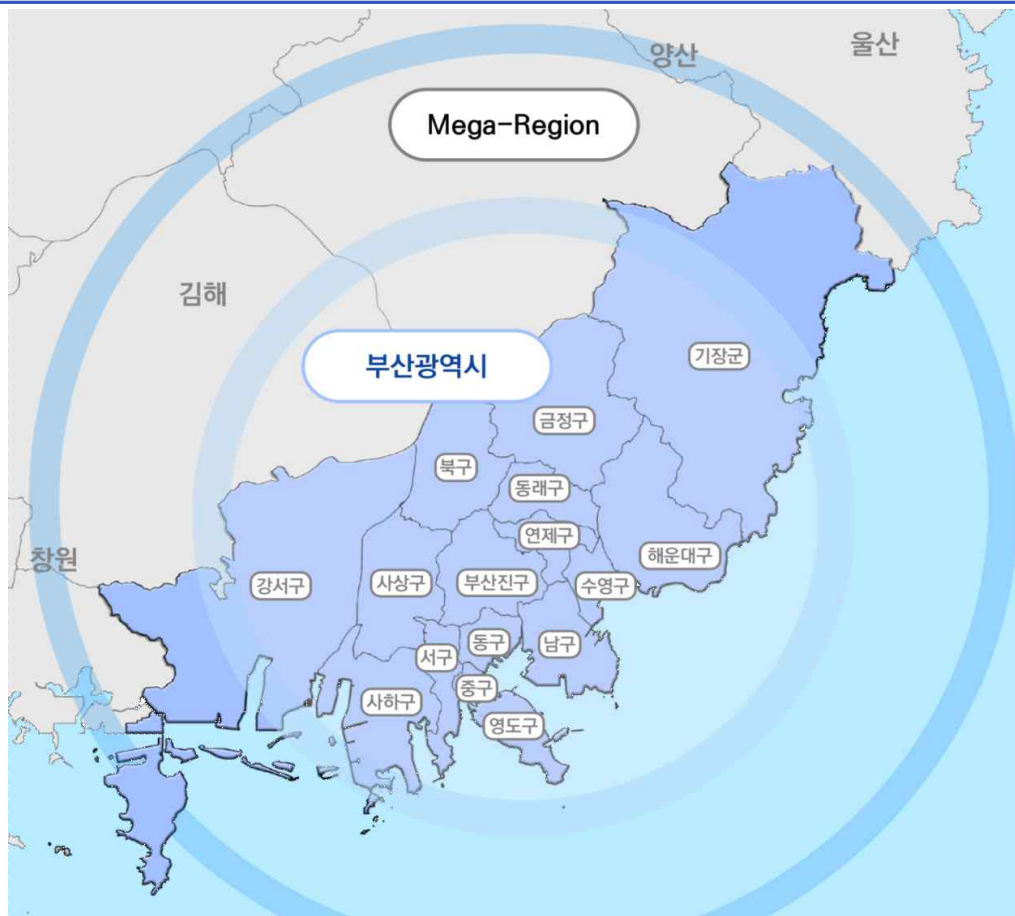 울산
양산
Mega-Region
김해
부산광역시
기장군
금정구
북구
동래구
연제구
창원
해운대구
강서구
사상구
부산진구
수영구
동구
남구
서구
중구
사하구
영도구